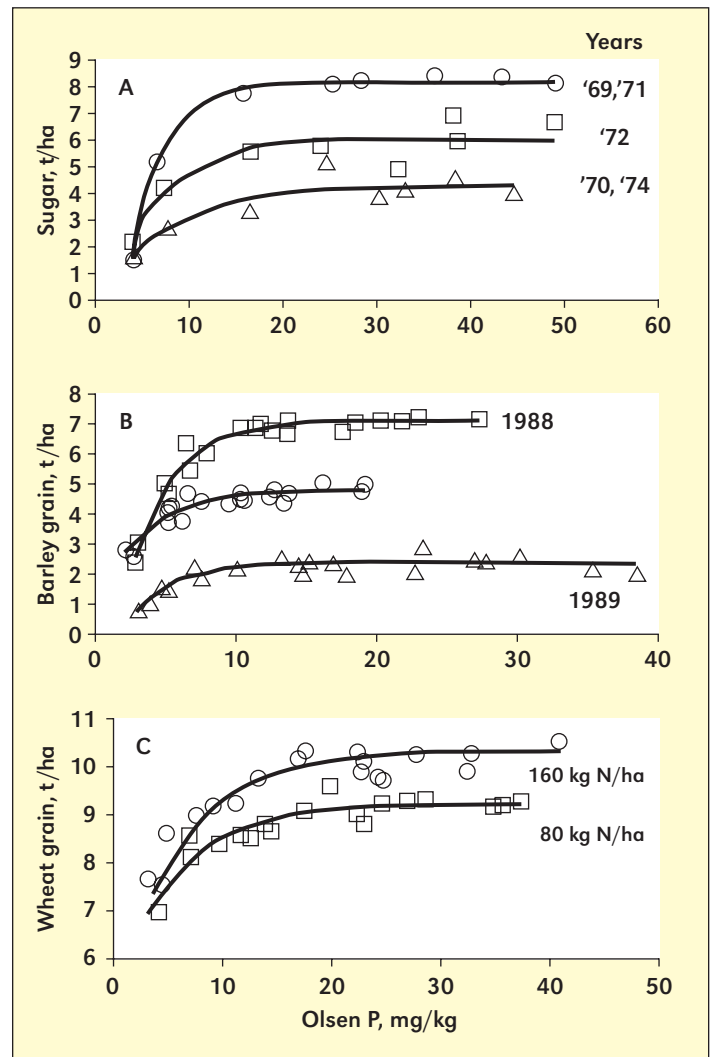 Years
A
Sugar, t/ha
9
8
7
6
5
4
3
2
1
0
0 10 20 30 40 50 60
‘69,’71
‘72
’70, ‘74
B
Barley grain, t/ha
8
7
6
5
4
3
2
1
0
0 10 20 30 40
1988
1989
C
Wheat grain, t/ha
11
10
9
8
7
6
0 10 20 30 40 50
160 kg N/ha
80 kg N/ha
Olsen P, mg/kg